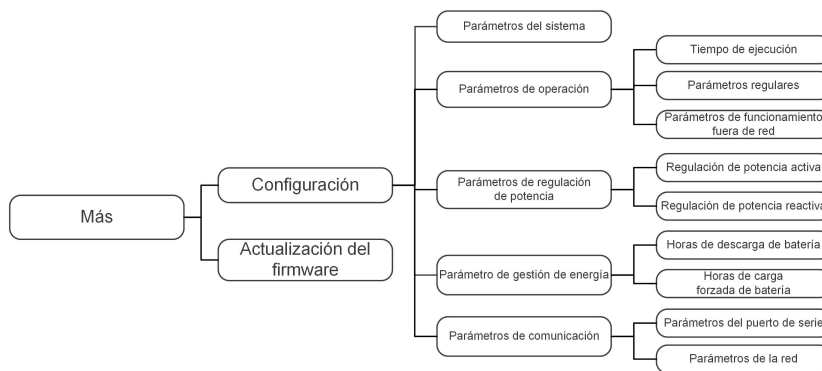 Más
Configuración
Actualización del
firmware
Parámetros del sistema
Parámetros de operación
Parámetros de regulación
de potencia
Parámetro de gestión de energía
Parámetros de comunicación
Tiempo de ejecución
Parámetros regulares
Parámetros de funcionamiento
fuera de red
Regulación de potencia activa
Regulación de potencia reactiva
Horas de descarga de batería
Horas de carga
forzada de batería
Parámetros del puerto de serie
Parámetros de la red